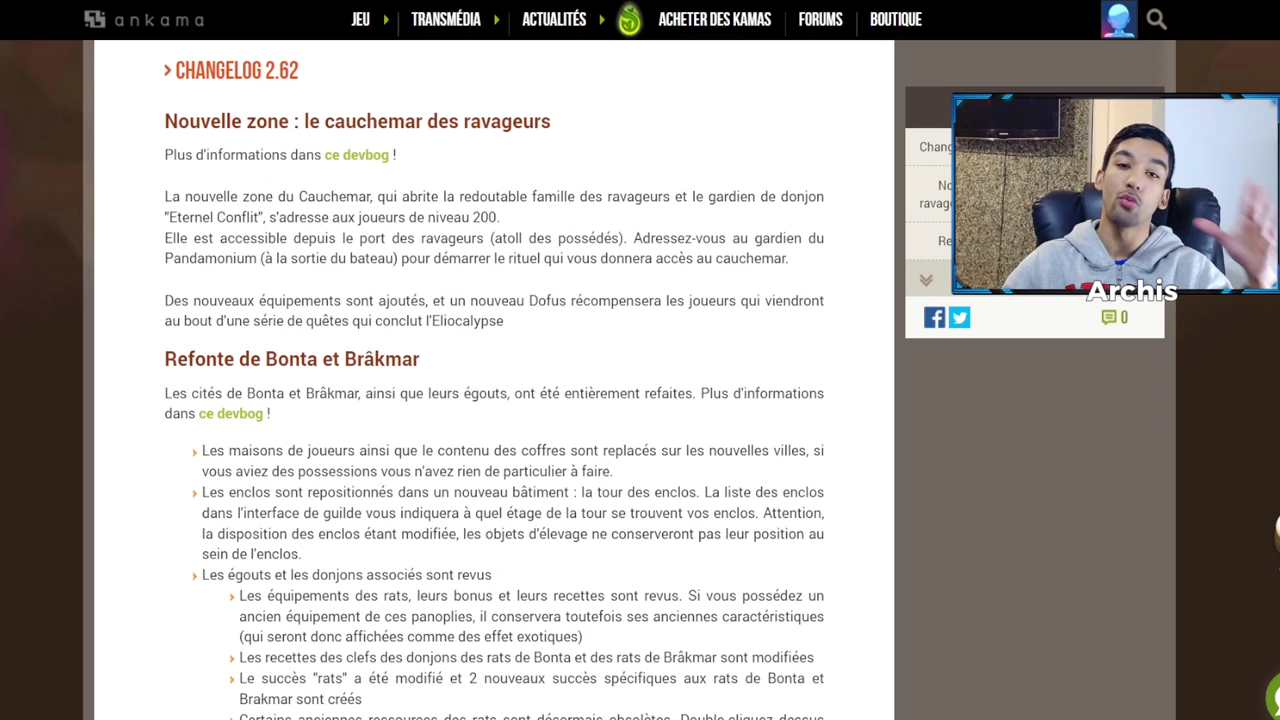 ankama
JEU
TRANSMÉDIA
ACTUALITÉS
ACHETER DES KAMAS
FORUMS
BOUTIQUE
CHANGELOG 2.62
Nouvelle zone : le cauchemar des ravageurs
Plus d'informations dans ce devbog !
La nouvelle zone du Cauchemar, qui abrite la redoutable famille des ravageurs et le gardien de donjon
"Eternel Conflit", s'adresse aux joueurs de niveau 200.
Elle est accessible depuis le port des ravageurs (atoll des possédés). Adressez-vous au gardien du
Pandamonium (à la sortie du bateau) pour démarrer le rituel qui vous donnera accès au cauchemar.
Des nouveaux équipements sont ajoutés, et un nouveau Dofus récompensera les joueurs qui viendront
au bout d'une série de quêtes qui conclut l'Eliocalypse
Refonte de Bonta et Brâkmar
Les cités de Bonta et Brâkmar, ainsi que leurs égouts, ont été entièrement refaites. Plus d'informations
dans ce devbog !
Les maisons de joueurs ainsi que le contenu des coffres sont replacés sur les nouvelles villes, si
vous aviez des possessions vous n'avez rien de particulier à faire.
Les enclos sont repositionnés dans un nouveau bâtiment : la tour des enclos. La liste des enclos
dans l'interface de guilde vous indiquera à quel étage de la tour se trouvent vos enclos. Attention,
la disposition des enclos étant modifiée, les objets d'élevage ne conserveront pas leur position au
sein de l'enclos.
Les égouts et les donjons associés sont revus
Les équipements des rats, leurs bonus et leurs recettes sont revus. Si vous possédez un
ancien équipement de ces panoplies, il conservera toutefois ses anciennes caractéristiques
(qui seront donc affichées comme des effet exotiques)
Les recettes des clefs des donjons des rats de Bonta et des rats de Brâkmar sont modifiées
Le succès "rats" a été modifié et 2 nouveaux succès spécifiques aux rats de Bonta et
Brakmar sont créés
Certaines anciennes ressources des rats sont désormais obsolètes. Double-cliquez dessus
Archis
0